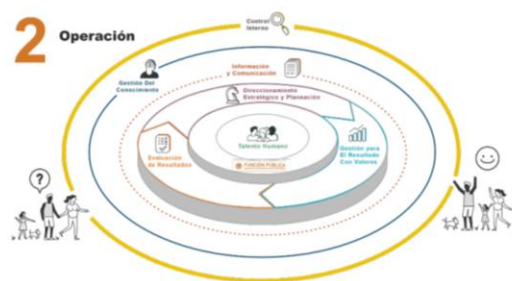 2 Operación
Control
Interno
Información
y Comunicación
Gestión Del
Conocimiento
Direccionamiento
Estratégico y Planeación
Talento Humano
Evaluación
de Resultados
Gestión para
El Resultado
Con Valores
FUNCIÓN PÚBLICA
?